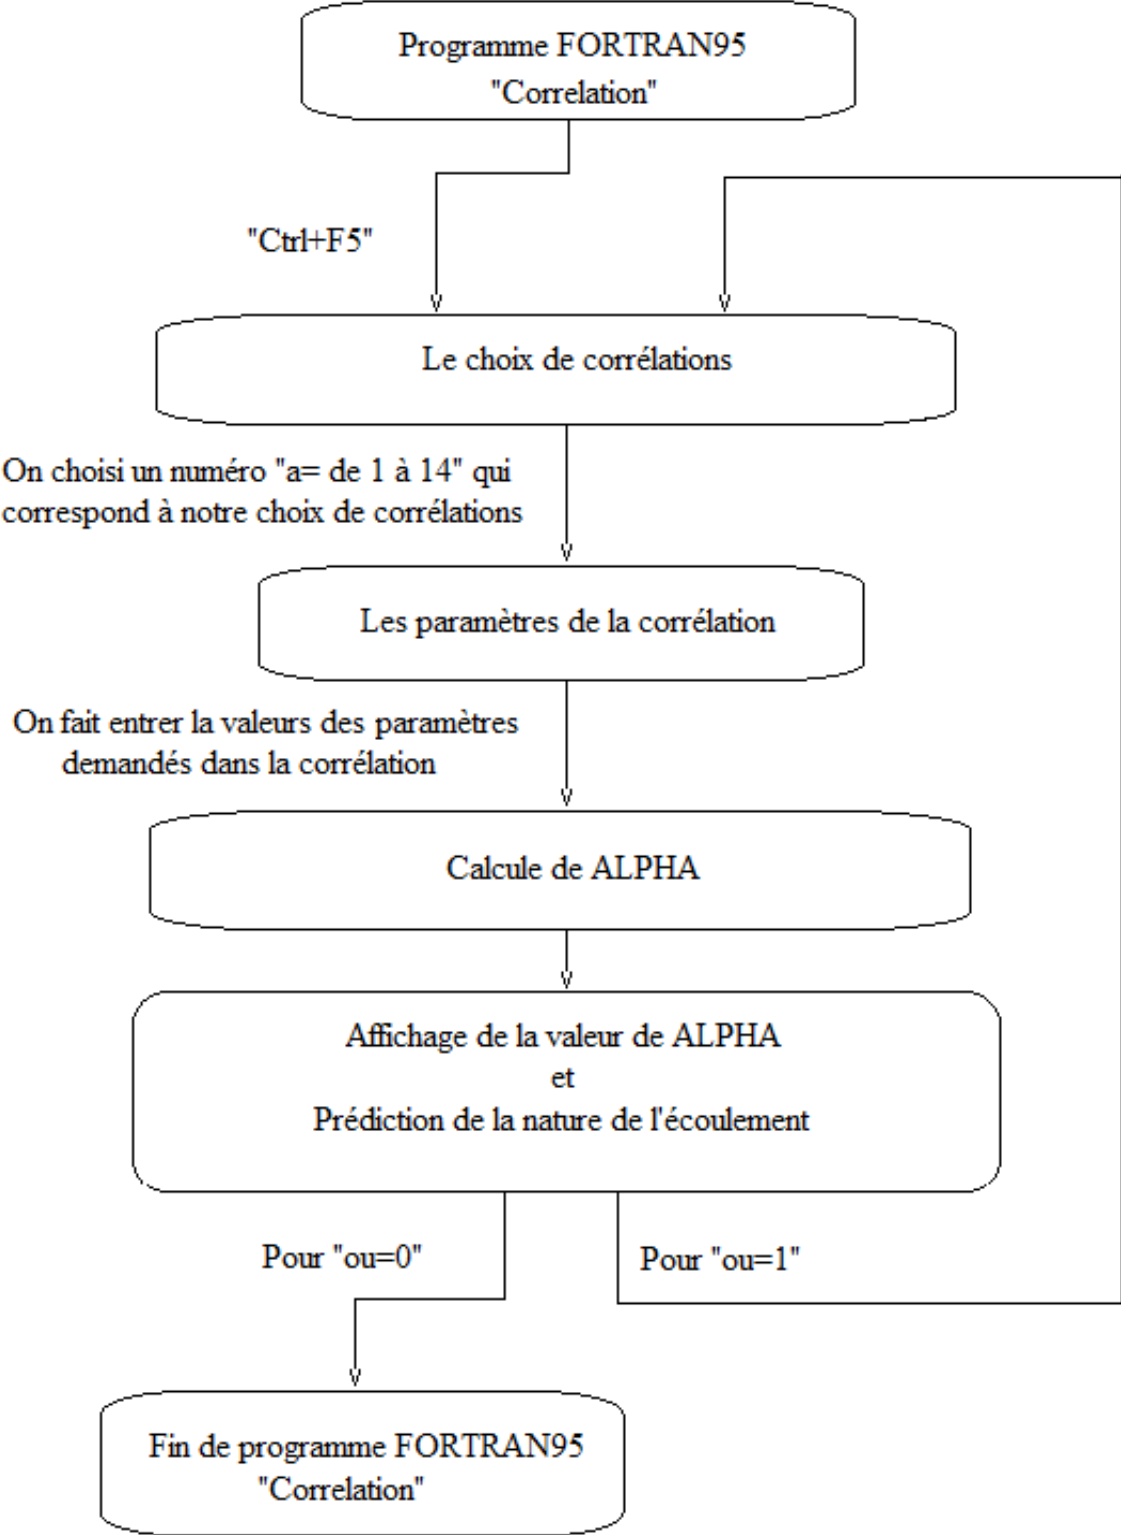 Programme FORTRAN95
"Correlation"
"Ctrl+F5"
Le choix de corrélations
On choisi un numéro "a= de 1 à 14" qui
correspond à notre choix de corrélations
Les paramètres de la corrélation
On fait entrer la valeurs des paramètres
demandés dans la corrélation
Calcule de ALPHA
Affichage de la valeur de ALPHA
et
Prédiction de la nature de l'écoulement
Pour "ou=0"
Pour "ou=1"
Fin de programme FORTRAN95
"Correlation"